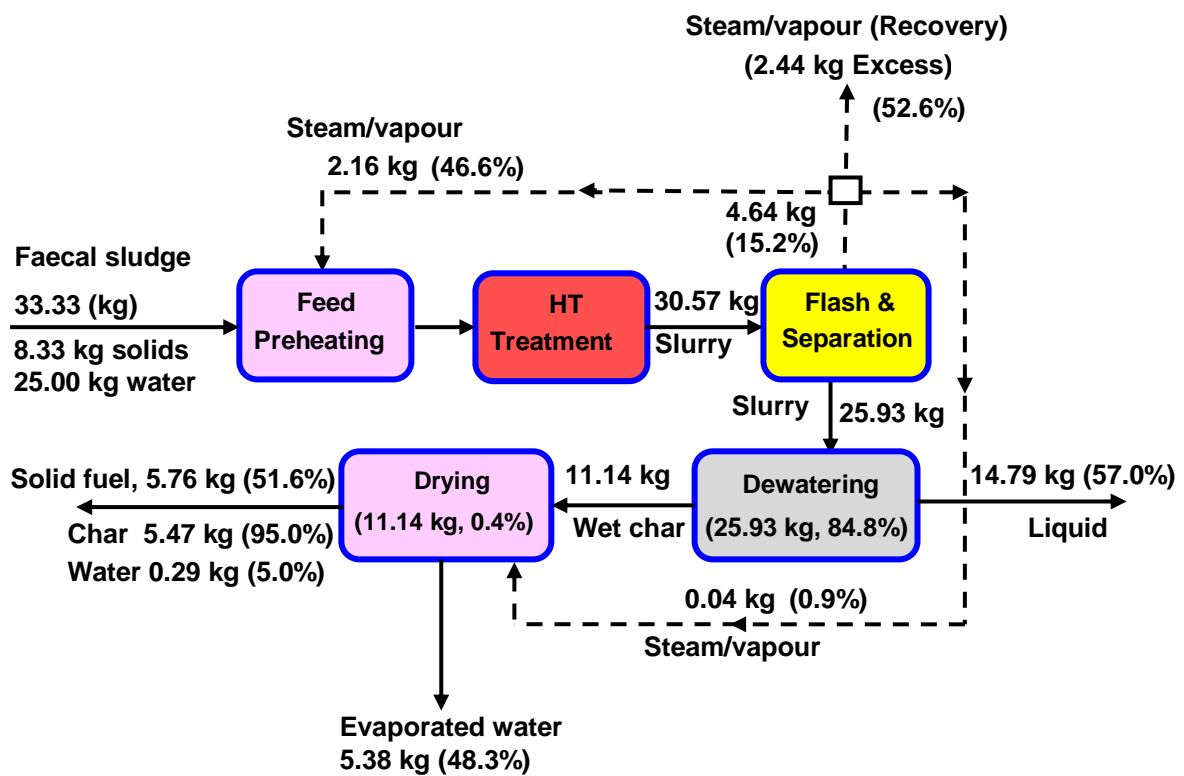 Steam/vapour (Recovery)
(2.44 kg Excess)
(52.6%)
Steam/vapour
2.16 kg (46.6%)
4.64 kg
(15.2%)
Faecal sludge
33.33 (kg)
8.33 kg solids
25.00 kg water
Feed
Preheating
HT
Treatment
30.57 kg
Slurry
Flash &
Separation
Slurry
25.93 kg
Solid fuel, 5.76 kg (51.6%)
Char 5.47 kg (95.0%)
Water 0.29 kg (5.0%)
Drying
(11.14 kg, 0.4%)
11.14 kg
Wet char
Dewatering
(25.93 kg, 84.8%)
14.79 kg (57.0%)
Liquid
0.04 kg (0.9%)
Steam/vapour
Evaporated water
5.38 kg (48.3%)